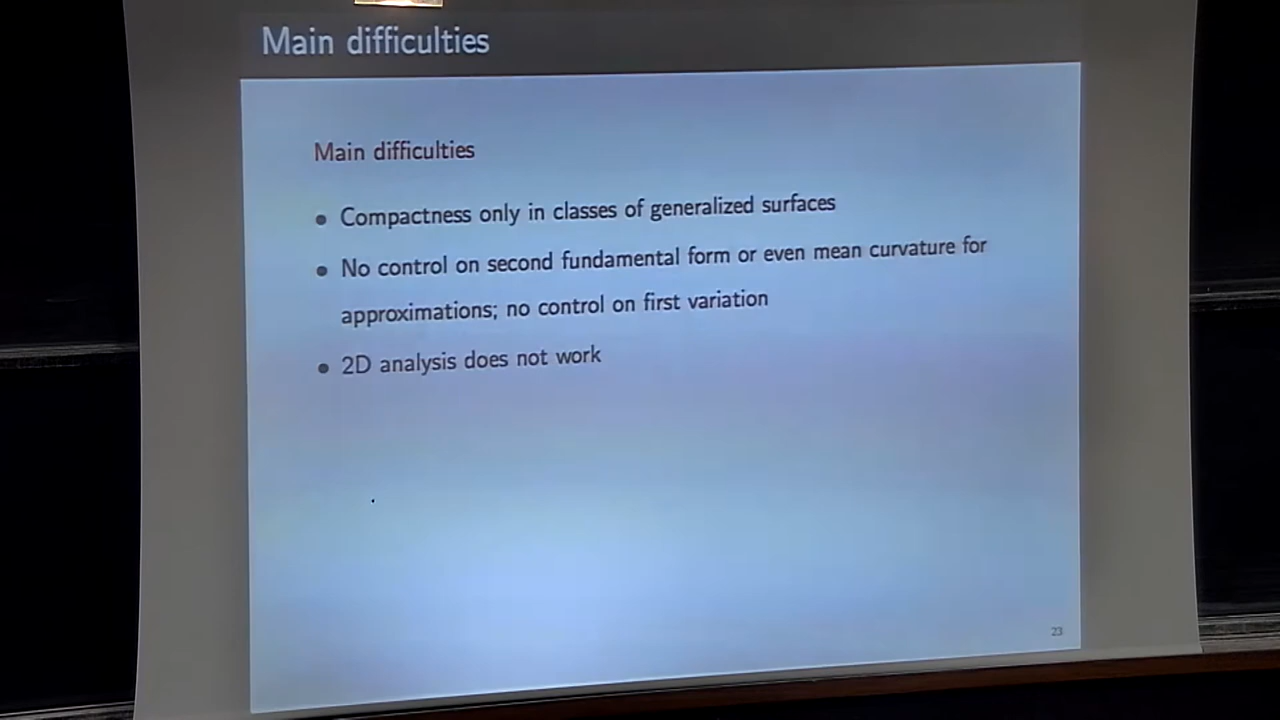 Main difficulties
Main difficulties
• Compactness only in classes of generalized surfaces
• No control on second fundamental form or even mean curvature for
approximations; no control on first variation
• 2D analysis does not work
23